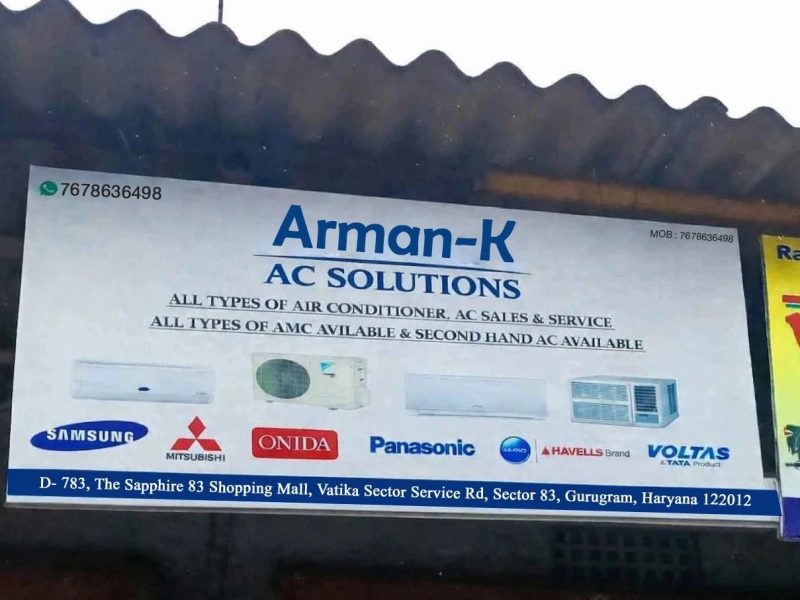 7678636498
MOB : 7678636498
Arman-K
AC SOLUTIONS
ALL TYPES OF AIR CONDITIONER, AC SALES & SERVICE
ALL TYPES OF AMC AVILABLE & SECOND HAND AC AVAILABLE
SAMSUNG
MITSUBISHI
ONIDA
Panasonic
LLOYD
HAVELLS Brand
VOLTAS
A TATA Product
D- 783, The Sapphire 83 Shopping Mall, Vatika Sector Service Rd, Sector 83, Gurugram, Haryana 122012
Ra